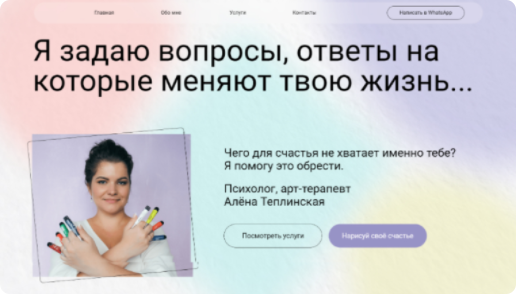 Главная
Обо мне
Услуги
Контакты
Написать в WhatsApp
Я задаю вопросы, ответы на
которые меняют твою жизнь...
Чего для счастья не хватает именно тебе?
Я помогу это обрести.
Психолог, арт-терапевт
Алёна Теплинская
Посмотреть услуги
Нарисуй своё счастье